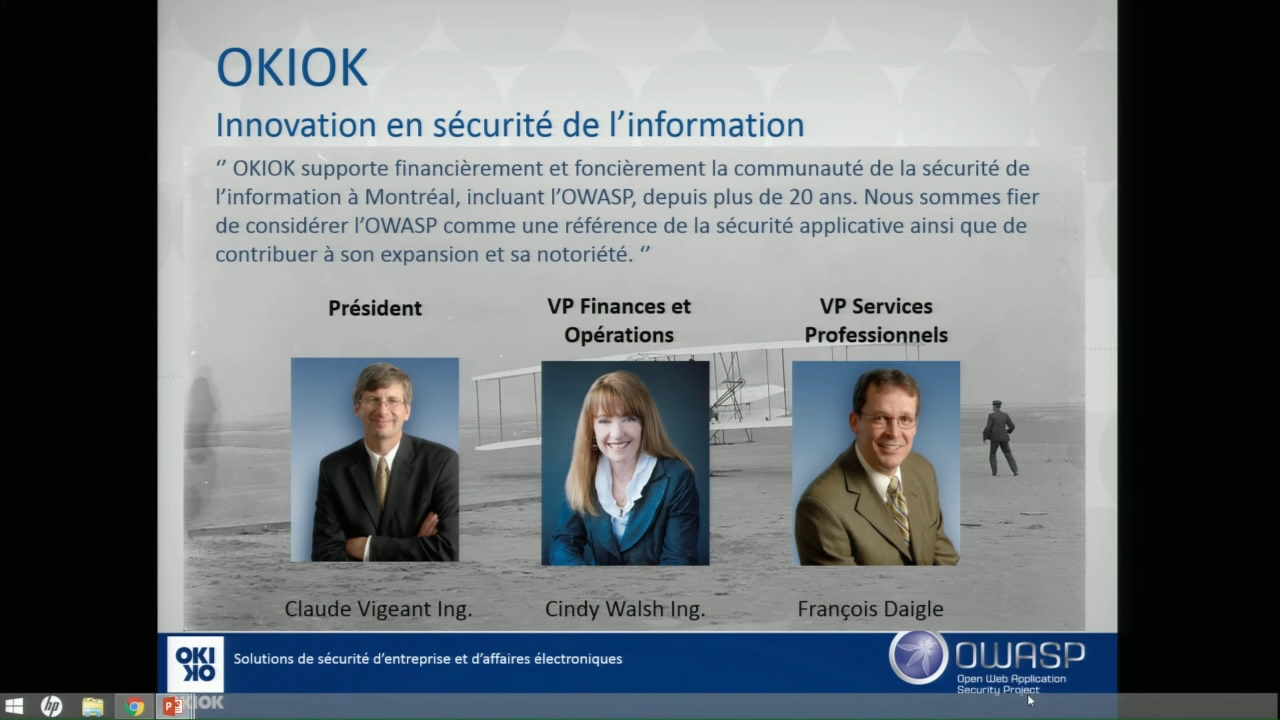 OKIOK
Innovation en sécurité de l’information
‘’ OKIOK supporte financièrement et foncièrement la communauté de la sécurité de
l’information à Montréal, incluant l’OWASP, depuis plus de 20 ans. Nous sommes fier
de considérer l’OWASP comme une référence de la sécurité applicative ainsi que de
contribuer à son expansion et sa notoriété. ‘’
Président
VP Finances et
Opérations
VP Services
Professionnels
Claude Vigeant Ing.
Cindy Walsh Ing.
François Daigle
OKI
OK
Solutions de sécurité d’entreprise et d’affaires électroniques
OWASP
Open Web Application
Security Project
hp
OKIOK